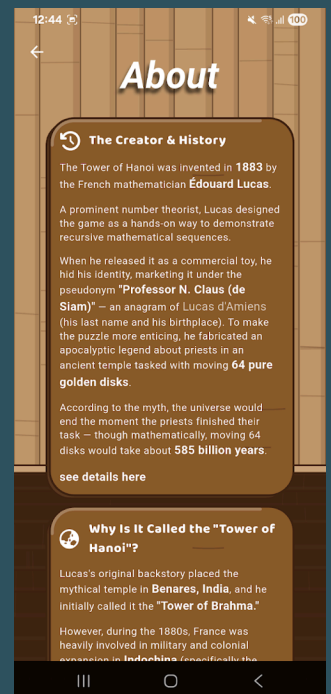 12:44
100
About
The Creator & History
The Tower of Hanoi was invented in 1883 by
the French mathematician Édouard Lucas.
A prominent number theorist, Lucas designed
the game as a hands-on way to demonstrate
recursive mathematical sequences.
When he released it as a commercial toy, he
hid his identity, marketing it under the
pseudonym "Professor N. Claus (de
Siam)" — an anagram of Lucas d'Amiens
(his last name and his birthplace). To make
the puzzle more enticing, he fabricated an
apocalyptic legend about priests in an
ancient temple tasked with moving 64 pure
golden disks.
According to the myth, the universe would
end the moment the priests finished their
task — though mathematically, moving 64
disks would take about 585 billion years.
see details here
Why Is It Called the "Tower of
Hanoi"?
Lucas's original backstory placed the
mythical temple in Benares, India, and he
initially called it the "Tower of Brahma."
However, during the 1880s, France was
heavily involved in military and colonial
expansion in Indochina (specifically the